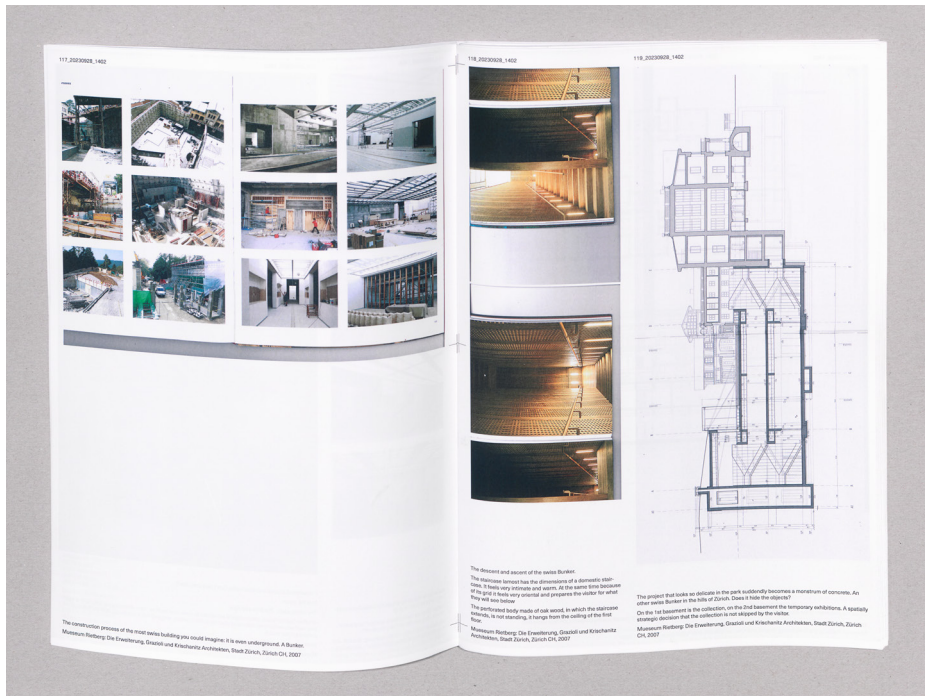 117_20230928_1402
The construction process of the most swiss building you could imagine: it is even underground. A Bunker.
Mueseum Rietberg: Die Erweiterung, Grazioli und Krischanitz Architekten, Stadt Zürich, Zürich CH, 2007
118_20230928_1402
The descent and ascent of the swiss Bunker.
The staircase lamost has the dimensions of a domestic stair-
case. It feels very intimate and warm. At the same time because
of its grid it feels very oriental and prepares the visitor for what
they will see below
The perforated body made of oak wood, in which the staircase
extends, is not standing, it hangs from the ceiling of the first
floor.
Mueseum Rietberg: Die Erweiterung, Grazioli und Krischanitz
Architekten, Stadt Zürich, Zürich CH, 2007
119_20230928_1402
The project that looks so delicate in the park suddenly becomes a monstrum of concrete. An
other swiss Bunker in the hills of Zürich. Does it hide the objects?
On the 1st basement is the collection, on the 2nd basement the temporary exhibitions. A spatially
strategic decision that the collection is not skipped by the visitor.
Mueseum Rietberg: Die Erweiterung, Grazioli und Krischanitz Architekten, Stadt Zürich, Zürich
CH, 2007